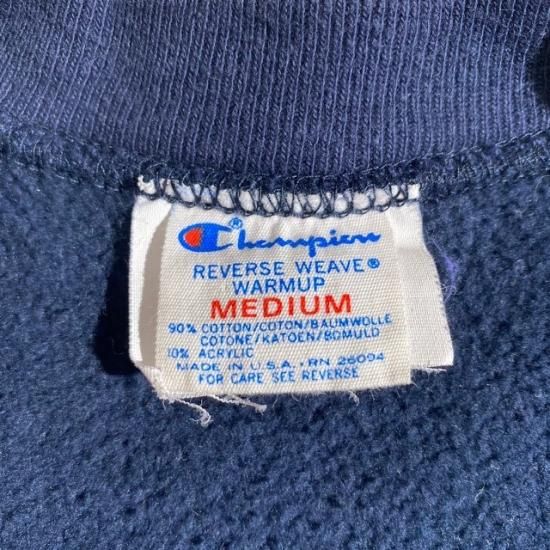 Champion®
REVERSE WEAVE®
WARMUP
MEDIUM
90% COTTON/COTON/BAUMWOLLE
COTONE/KATOEN/BOMULD
10% ACRYLIC
MADE IN U.S.A. · RN 26094
FOR CARE SEE REVERSE